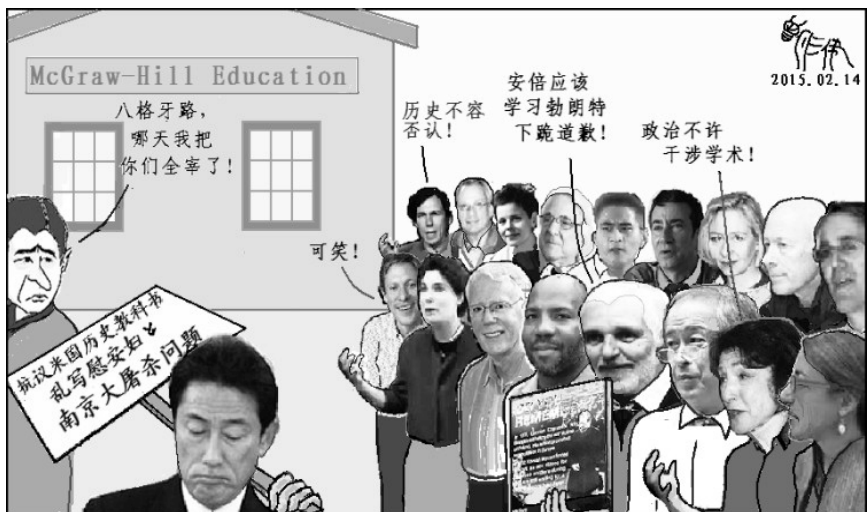 McGraw-Hill Education
八格牙路，
哪天我把
你们全宰了！
历史不容
否认！
安倍应该
学习勃朗特
下跪道歉！
政治不许
干涉学术！
2015.02.14
可笑！
抗议米国历史教科书
乱写慰安妇と
南京大屠杀问题